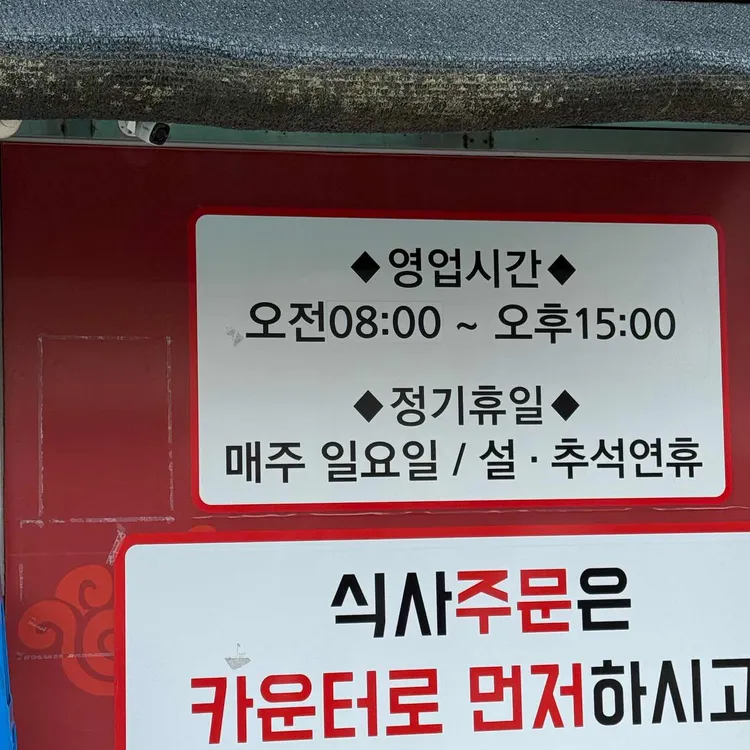 ◆영업시간◆
오전08:00 ~ 오후15:00
◆정기휴일◆
매주 일요일 / 설 · 추석연휴
식사주문은
카운터로 먼저하시고